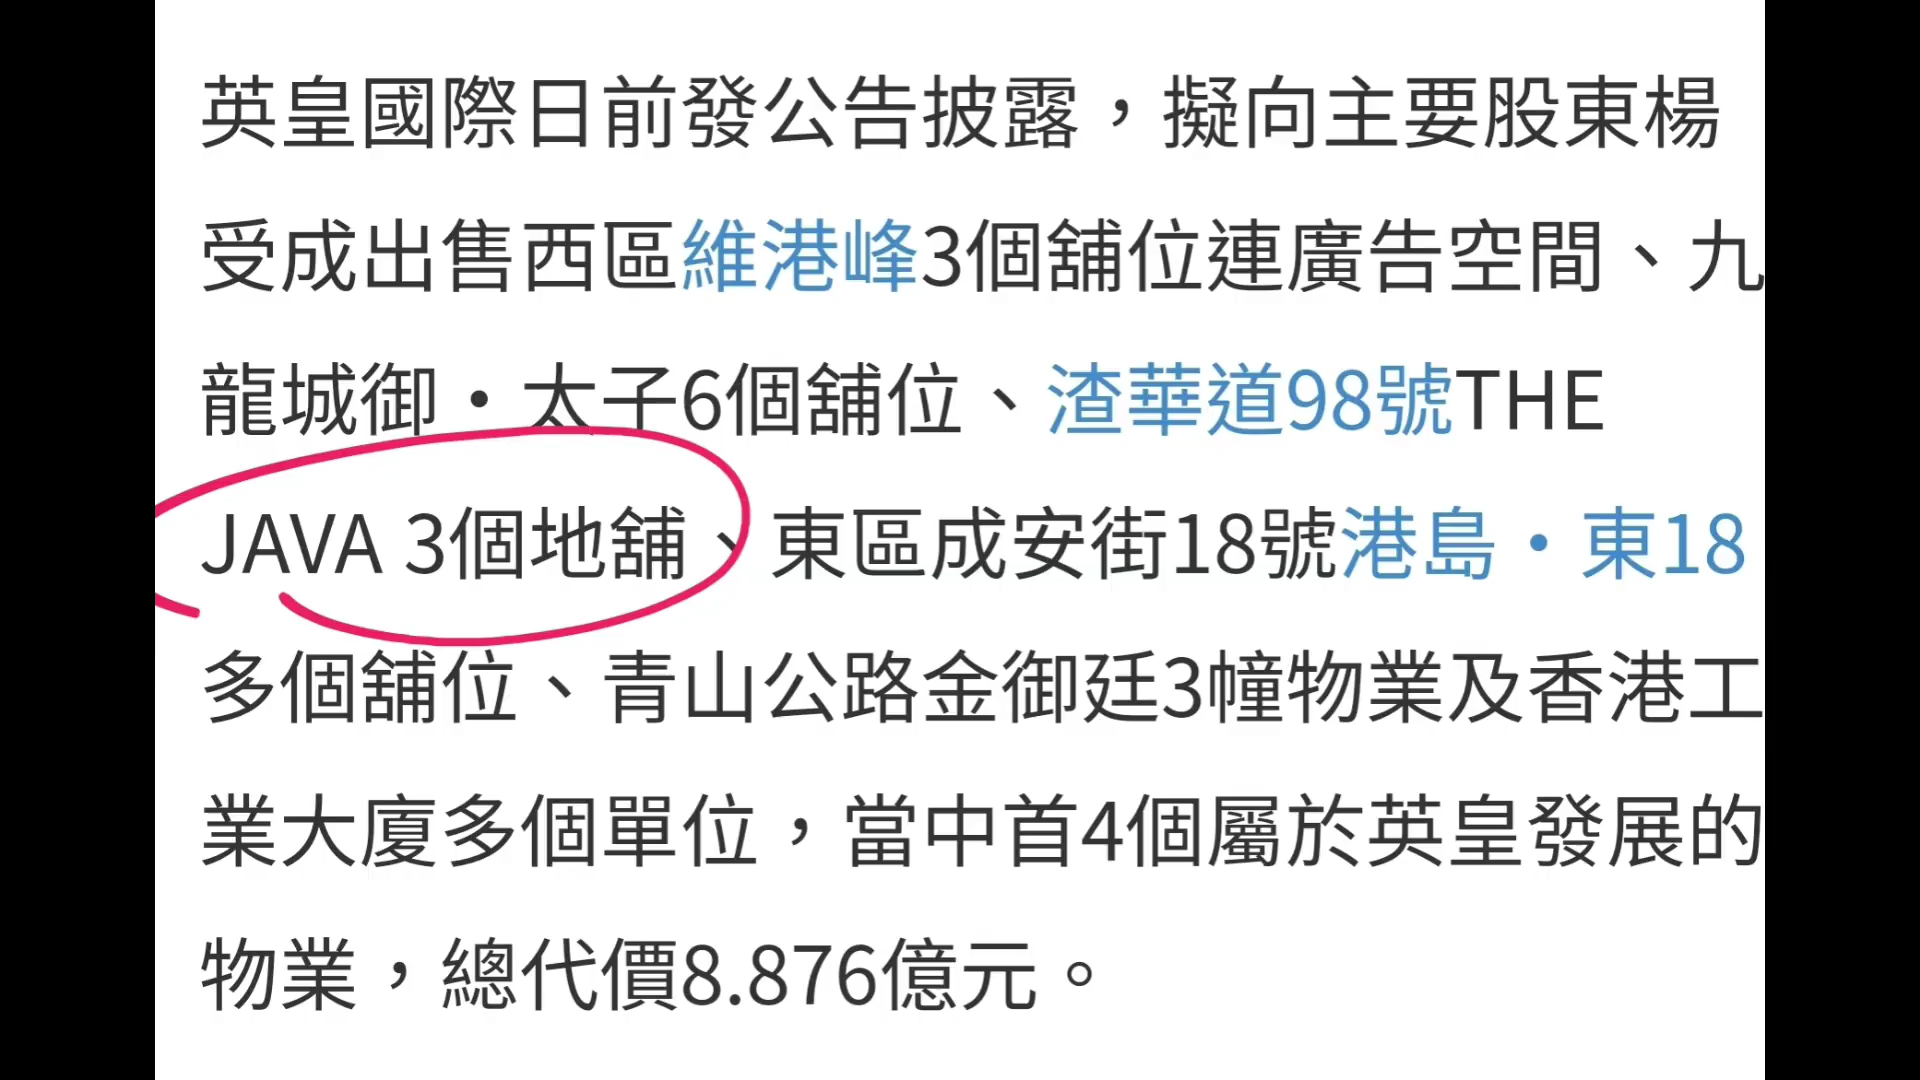 英皇國際日前發公告披露，擬向主要股東楊
受成出售西區維港峰3個舖位連廣告空間、九
龍城御・太子6個舖位、渣華道98號THE
JAVA 3個地舖、東區成安街18號港島・東18
多個舖位、青山公路金御廷3幢物業及香港工
業大廈多個單位，當中首4個屬於英皇發展的
物業，總代價8.876億元。